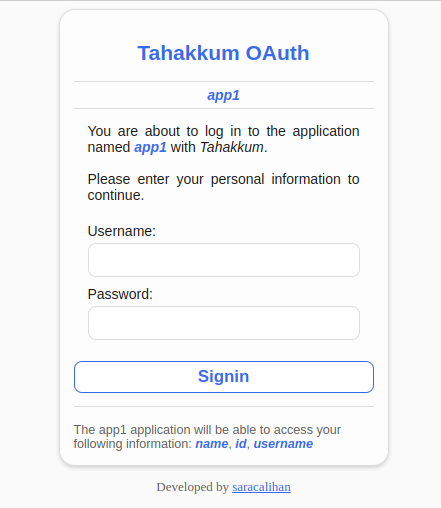 Tahakkum OAuth
app1
You are about to log in to the application
named app1 with Tahakkum.
Please enter your personal information to
continue.
Username:
Password:
Signin
The app1 application will be able to access your
following information: name, id, username
Developed by saracalihan